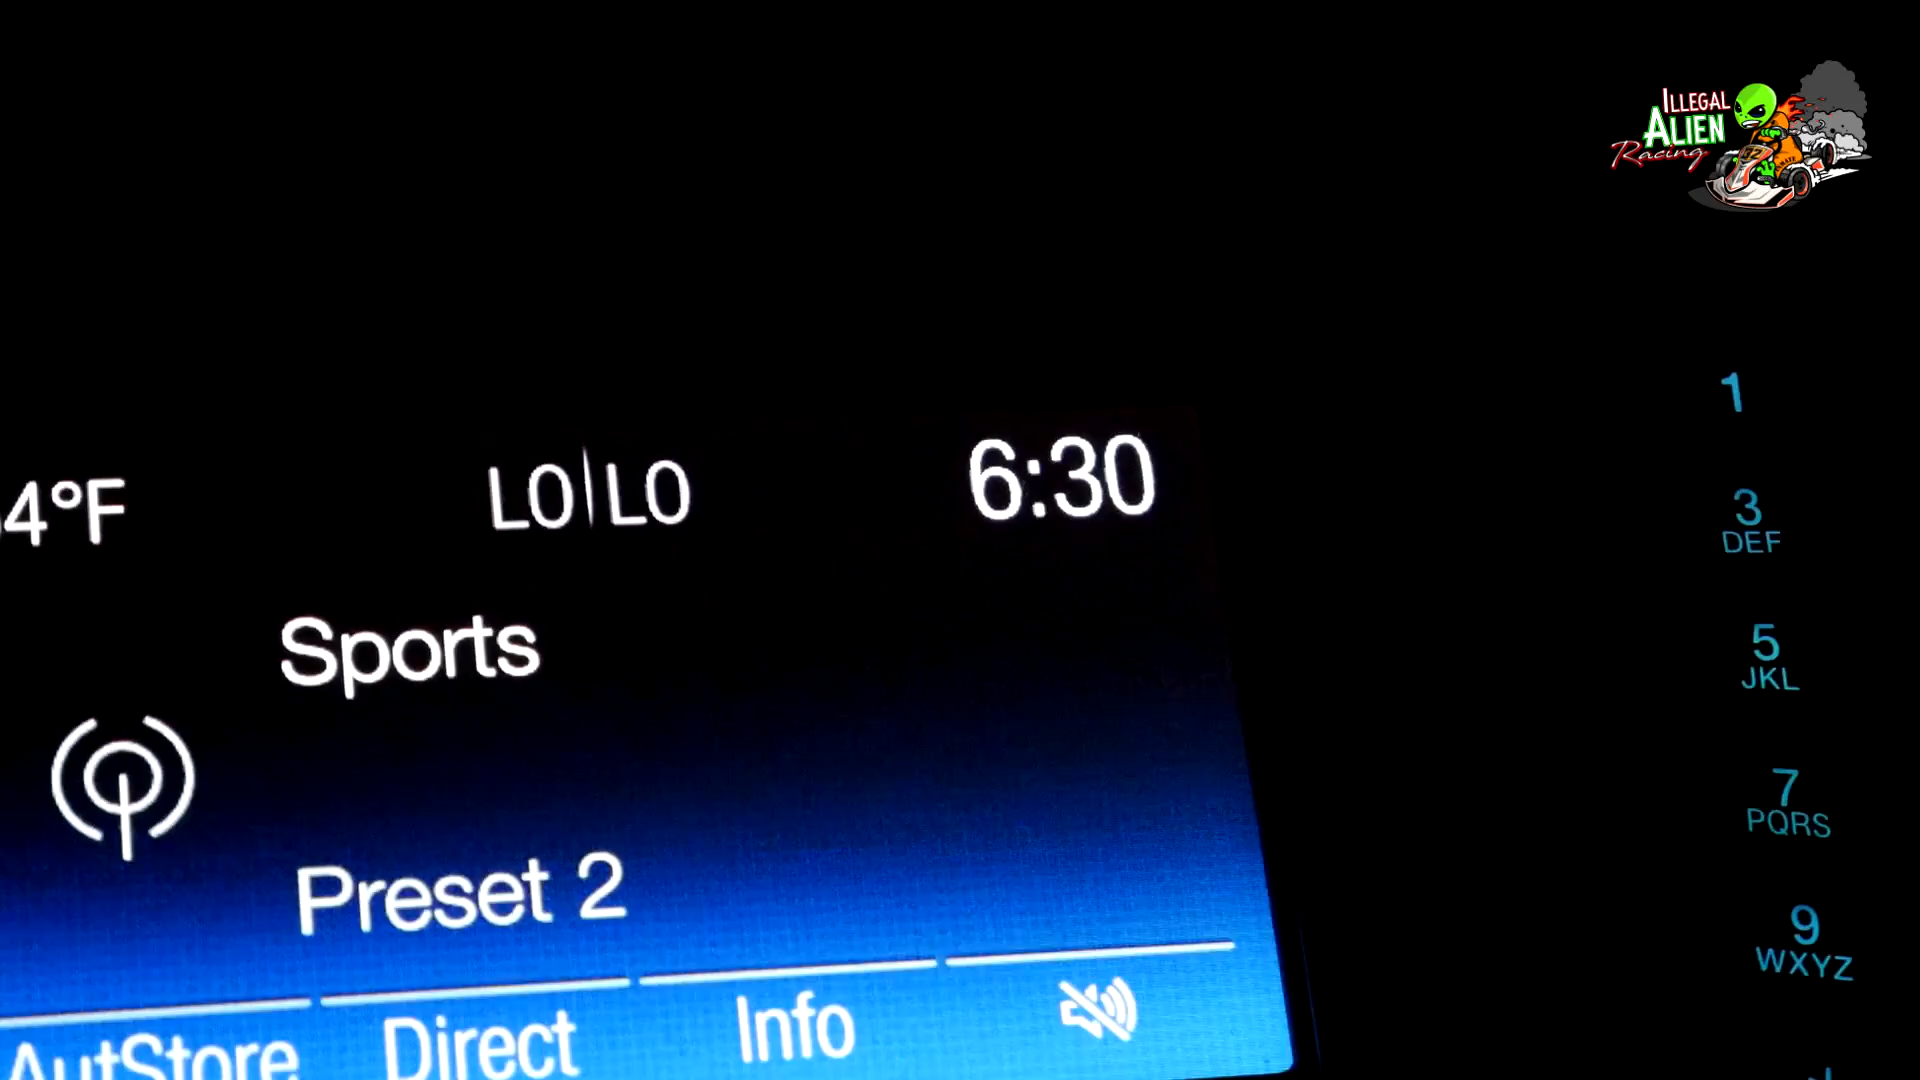 ILLEGAL
ALIEN
Racing
4°F
LO|LO
6:30
Sports
Preset 2
AutStore
Direct
Info
1
3
DEF
5
JKL
7
PQRS
9
WXYZ